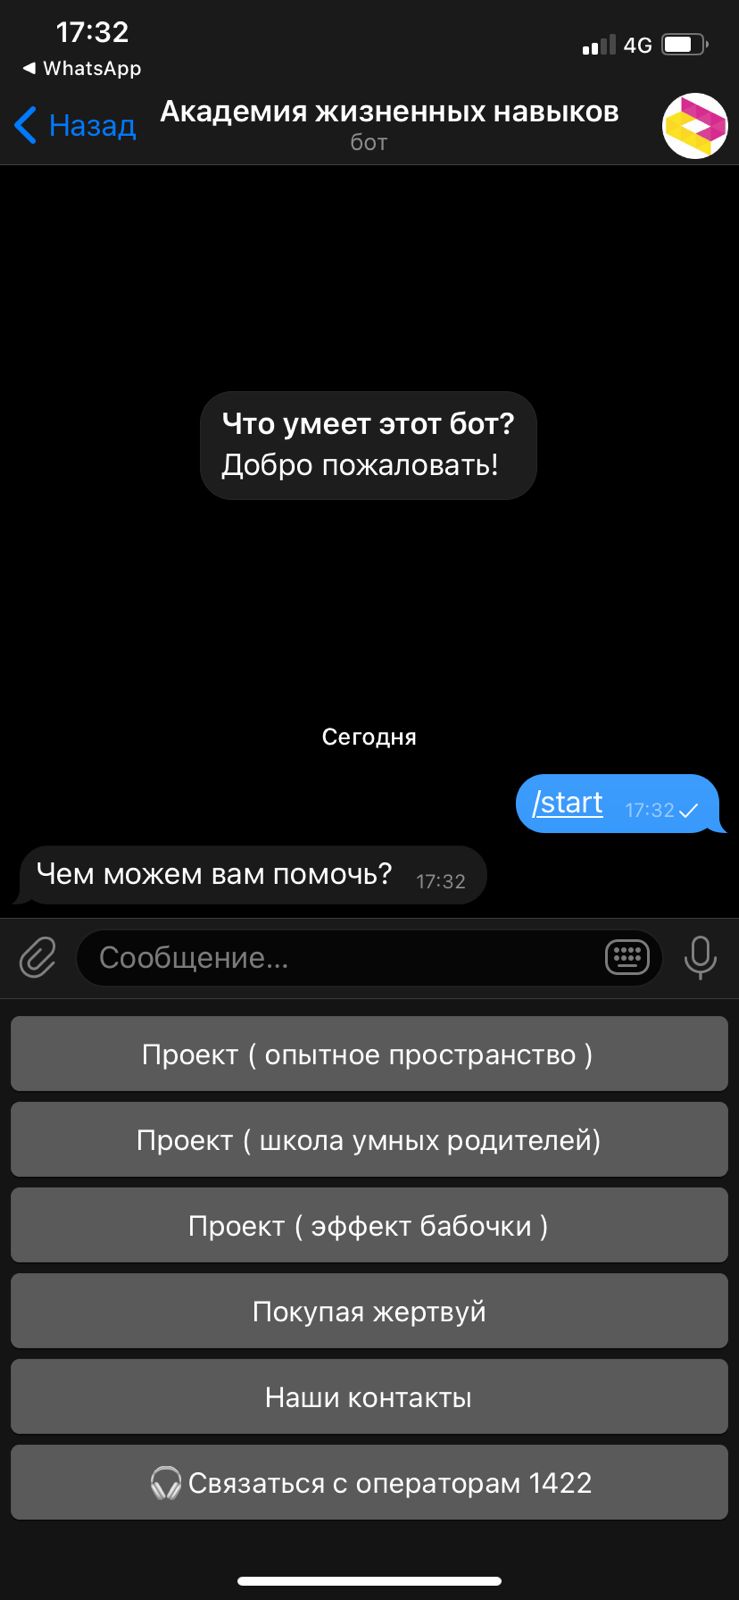 17:32
4G
WhatsApp
Назад
Академия жизненных навыков
бот
Что умеет этот бот?
Добро пожаловать!
Сегодня
/start 17:32
Чем можем вам помочь? 17:32
Сообщение...
Проект ( опытное пространство )
Проект ( школа умных родителей)
Проект ( эффект бабочки )
Покупая жертвуй
Наши контакты
Связаться с операторам 1422